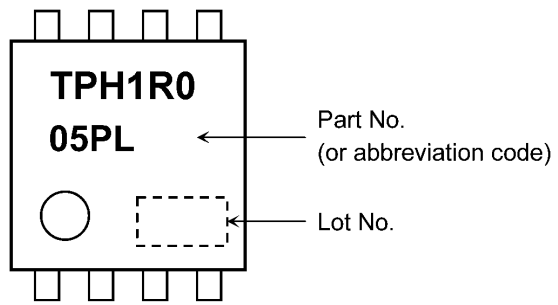 TPH1R0
05PL
Part No.
(or abbreviation code)
Lot No.